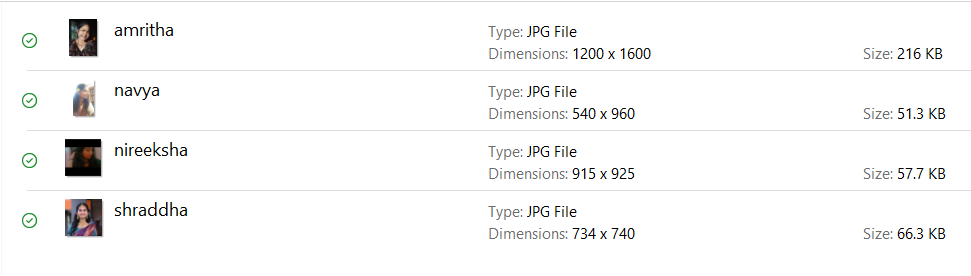 amritha
Type: JPG File
Dimensions: 1200 x 1600 Size: 216 KB
navya
Type: JPG File
Dimensions: 540 x 960 Size: 51.3 KB
nireeksha
Type: JPG File
Dimensions: 915 x 925 Size: 57.7 KB
shraddha
Type: JPG File
Dimensions: 734 x 740 Size: 66.3 KB